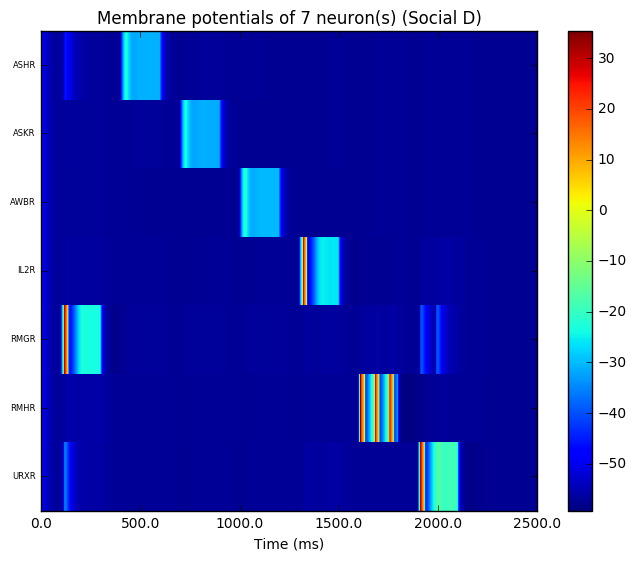 Membrane potentials of 7 neuron(s) (Social D)
ASHR
ASKR
AWBR
IL2R
RMGR
RMHR
URXR
0.0 500.0 1000.0 1500.0 2000.0 2500.0
Time (ms)
30
20
10
0
−10
−20
−30
−40
−50